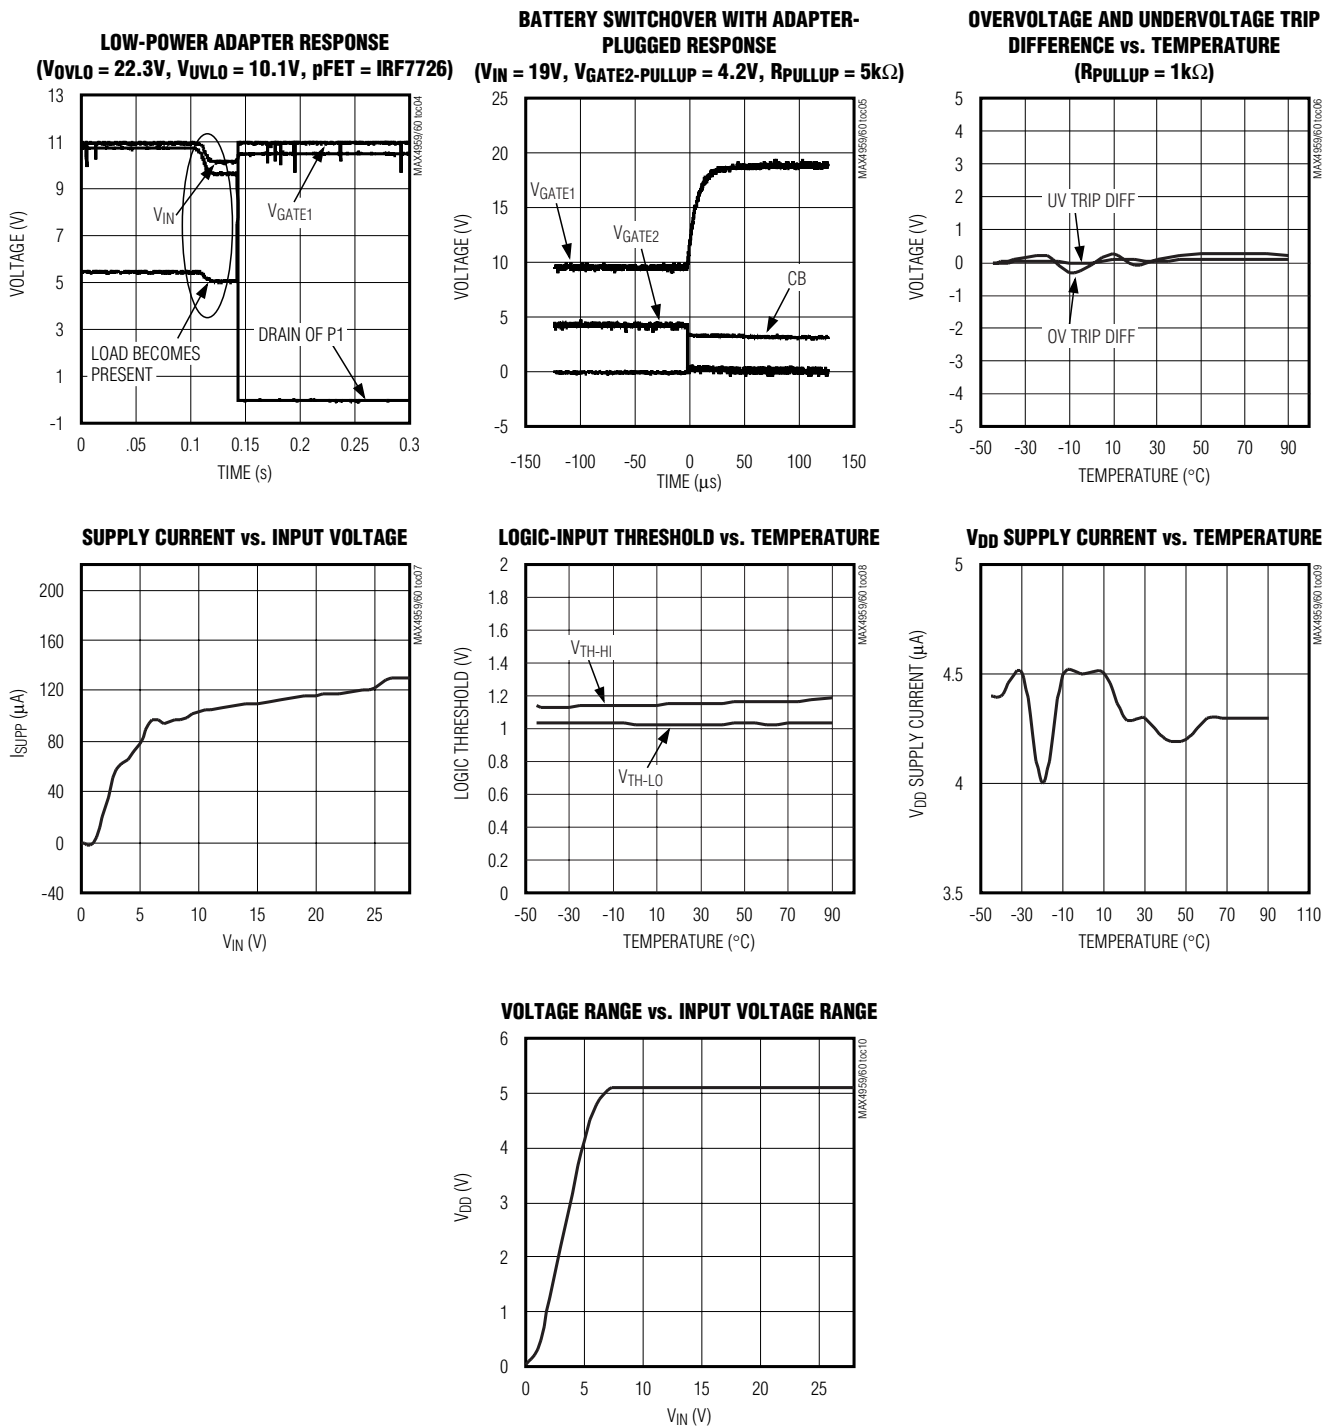 LOW-POWER ADAPTER RESPONSE
(VOVLO = 22.3V, VUVLO = 10.1V, pFET = IRF7726)
MAX4959/60 toc04
VOLTAGE (V)
13
11
9
7
5
3
1
-1
VIN
VGATE1
LOAD BECOMES
PRESENT
DRAIN OF P1
0 .05 0.1 0.15 0.2 0.25 0.3
TIME (s)
BATTERY SWITCHOVER WITH ADAPTER-
PLUGGED RESPONSE
(VIN = 19V, VGATE2-PULLUP = 4.2V, RPULLUP = 5kΩ)
MAX4959/60 toc05
VOLTAGE (V)
25
20
15
10
5
0
-5
VGATE1
VGATE2
CB
-150 -100 -50 0 50 100 150
TIME (μs)
OVERVOLTAGE AND UNDERVOLTAGE TRIP
DIFFERENCE vs. TEMPERATURE
(RPULLUP = 1kΩ)
MAX4959/60 toc06
VOLTAGE (V)
5
4
3
2
1
0
-1
-2
-3
-4
-5
UV TRIP DIFF
OV TRIP DIFF
-50 -30 -10 10 30 50 70 90
TEMPERATURE (°C)
SUPPLY CURRENT vs. INPUT VOLTAGE
MAX4959/60 toc07
ISUPP (μA)
200
160
120
80
40
0
-40
0 5 10 15 20 25
VIN (V)
LOGIC-INPUT THRESHOLD vs. TEMPERATURE
MAX4959/60 toc08
LOGIC THRESHOLD (V)
2
1.8
1.6
1.4
1.2
1
0.8
0.6
0.4
0.2
0
VTH-HI
VTH-LO
-50 -30 -10 10 30 50 70 90
TEMPERATURE (°C)
VDD SUPPLY CURRENT vs. TEMPERATURE
MAX4959/60 toc09
VDD SUPPLY CURRENT (μA)
5
4.5
4
3.5
-50 -30 -10 10 30 50 70 90 110
TEMPERATURE (°C)
VOLTAGE RANGE vs. INPUT VOLTAGE RANGE
MAX4959/60 toc10
VDD (V)
6
5
4
3
2
1
0
0 5 10 15 20 25
VIN (V)